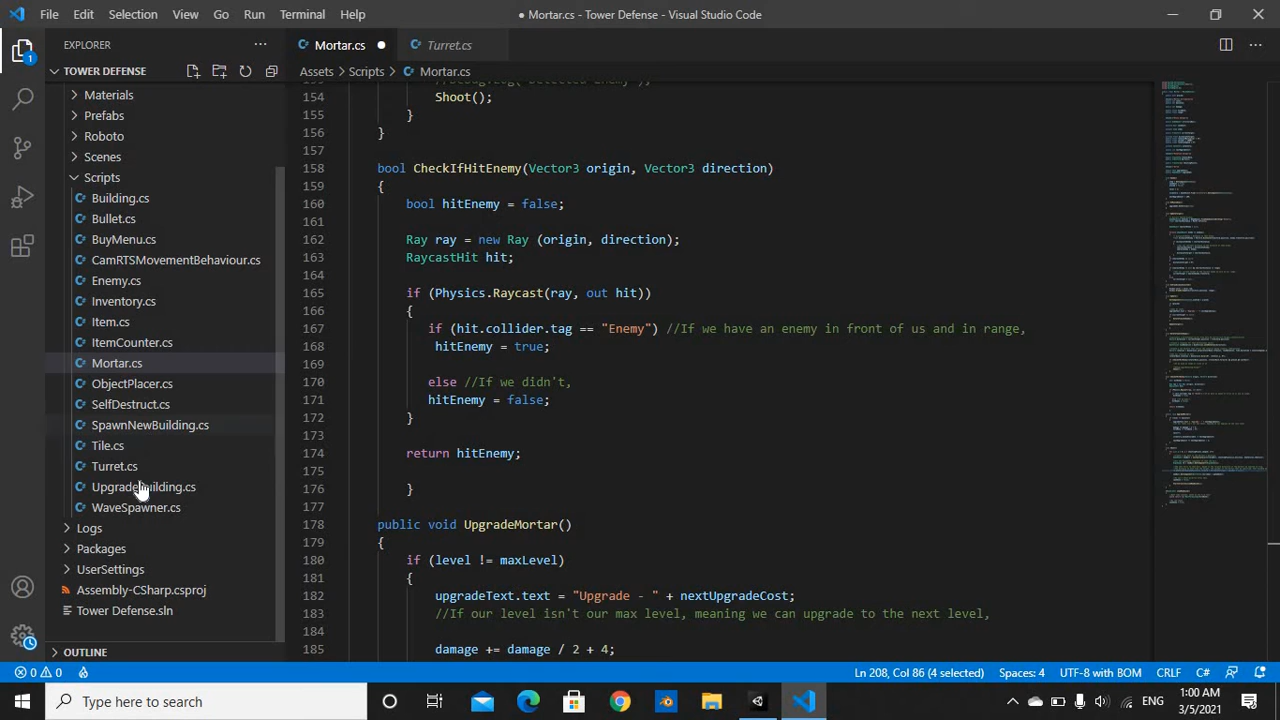 File Edit Selection View Go Run Terminal Help
● Mortar.cs - Tower Defense - Visual Studio Code
EXPLORER
Mortar.cs
Turret.cs
1
TOWER DEFENSE
Assets > Scripts > Mortar.cs
Materials
Prefabs
Roboto
Scenes
Scripts
Building.cs
Bullet.cs
BuyMenu.cs
CamRTSMovementBehaviour.cs
Enemy.cs
Inventory.cs
Item.cs
ItemCounter.cs
Mortar.cs
ObjectPlacer.cs
SelfDestruct.cs
SpawnNewBuilding.cs
Tile.cs
Turret.cs
WaveSpawner.cs
Logs
Packages
UserSettings
Assembly-CSharp.csproj
Tower Defense.sln
OUTLINE
154 Shoot();
155 }
156 }
157
158 bool CheckIfEnemy(Vector3 origin, Vector3 direction)
159 {
160 bool hitEnemy = false;
161
162 Ray ray = new Ray(origin, direction);
163 RaycastHit hit;
164
165 if (Physics.Raycast(ray, out hit))
166 {
167 if(hit.collider.tag == "Enemy") //If we have an enemy in front of us and in range,
168 hitEnemy = true;
169
170 else //If we don't,
171 hitEnemy = false;
172 }
173
174 return hitEnemy;
175 }
176
177
178 public void UpgradeMortar()
179 {
180 if (level != maxLevel)
181 {
182 upgradeText.text = "Upgrade - " + nextUpgradeCost;
183 //If our level isn't our max level, meaning we can upgrade to the next level,
184
185 damage += damage / 2 + 4;
0 0
Ln 208, Col 86 (4 selected) Spaces: 4 UTF-8 with BOM CRLF C#
Type here to search
ENG
1:00 AM
3/5/2021